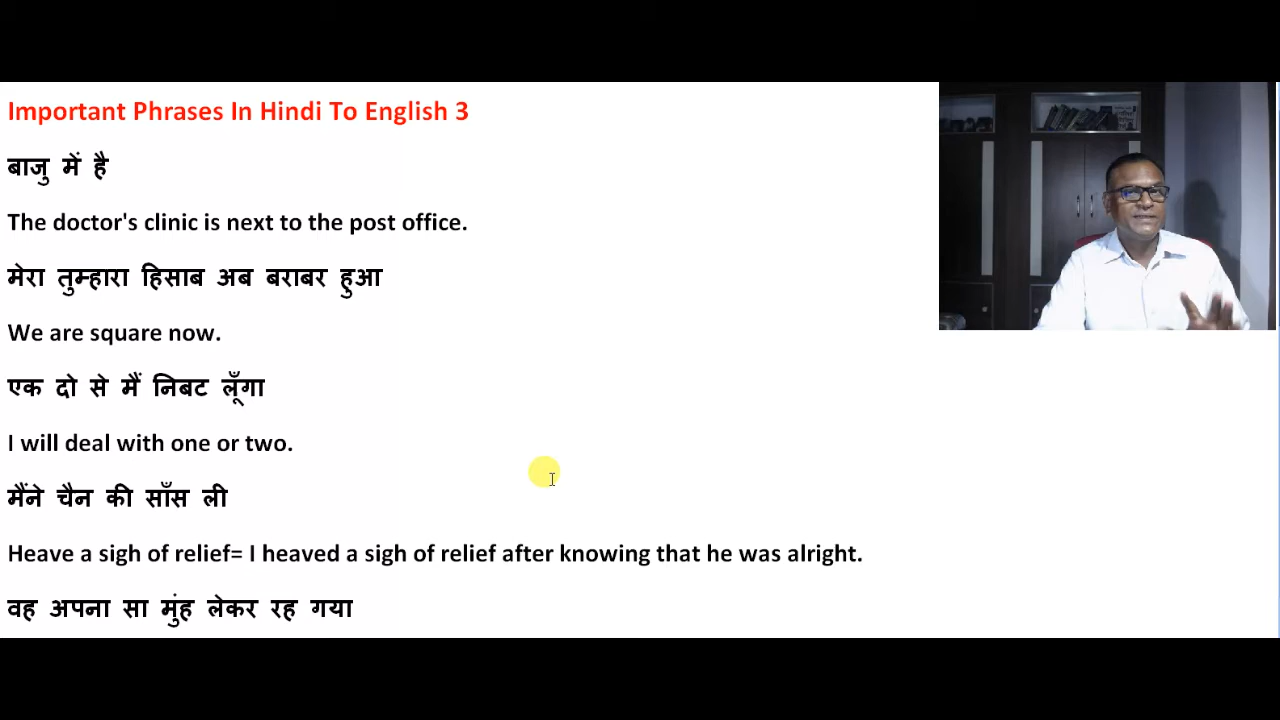 Important Phrases In Hindi To English 3
बाजु में है
The doctor's clinic is next to the post office.
मेरा तुम्हारा हिसाब अब बराबर हुआ
We are square now.
एक दो से मैं निबट लूँगा
I will deal with one or two.
मैंने चैन की साँस ली
Heave a sigh of relief= I heaved a sigh of relief after knowing that he was alright.
वह अपना सा मुंह लेकर रह गया